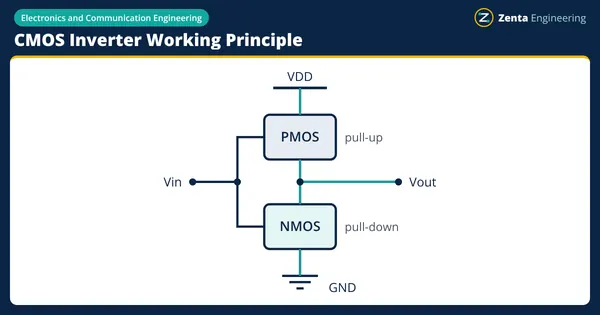 Electronics and Communication Engineering
Zenta Engineering
CMOS Inverter Working Principle
VDD
PMOS
pull-up
Vin
Vout
NMOS
pull-down
GND